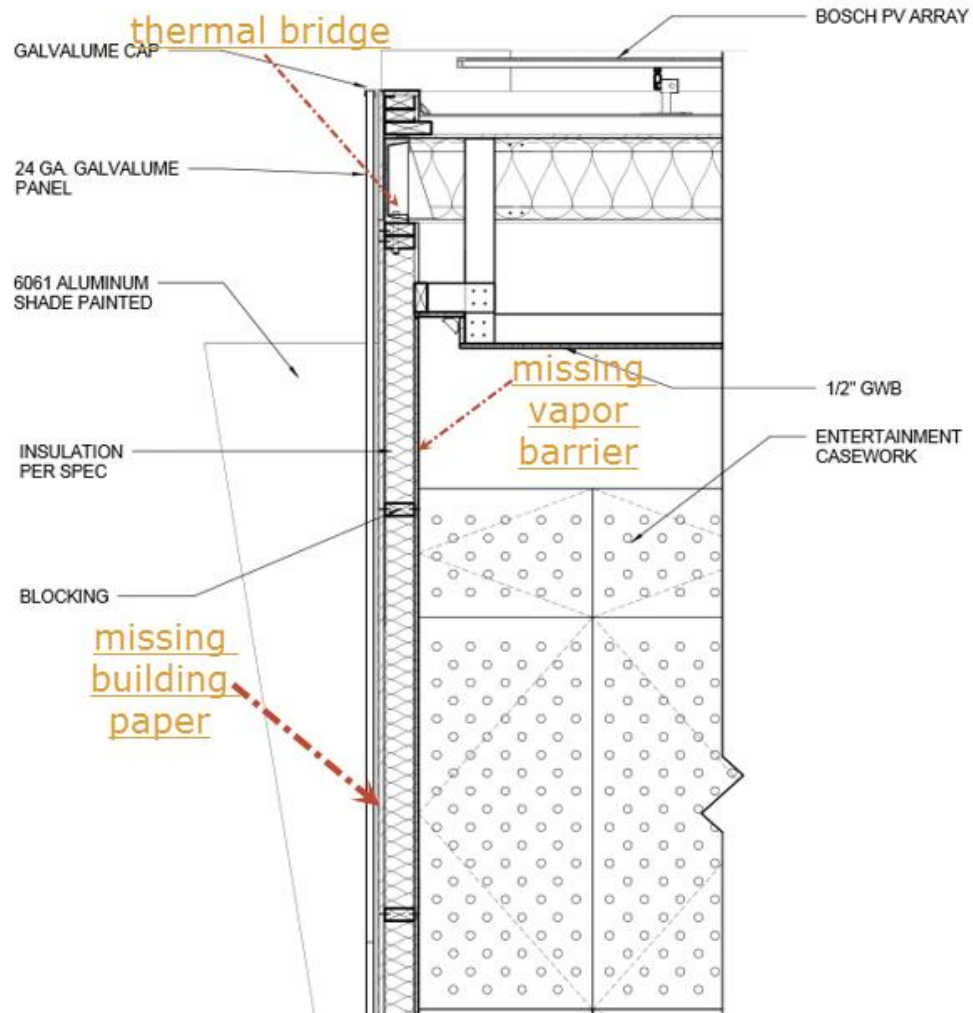 thermal bridge
BOSCH PV ARRAY
GALVALUME CAP
24 GA. GALVALUME
PANEL
6061 ALUMINUM
SHADE PAINTED
missing
vapor
barrier
1/2" GWB
INSULATION
PER SPEC
ENTERTAINMENT
CASEWORK
BLOCKING
missing
building
paper